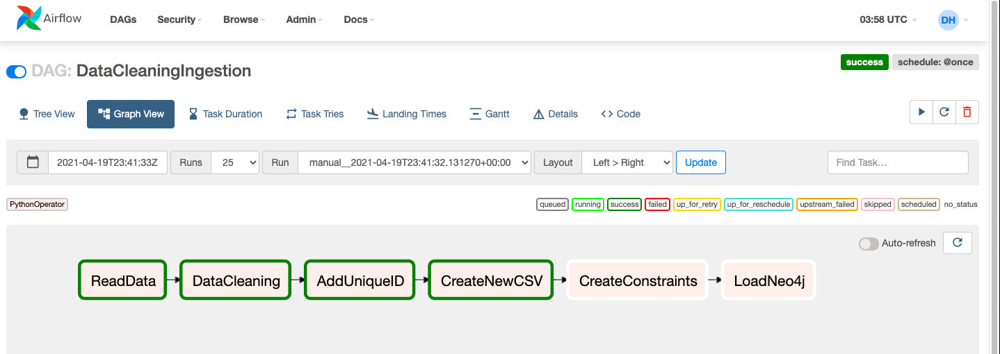 Airflow DAGs Security Browse Admin Docs 03:58 UTC DH
DAG: DataCleaningIngestion success schedule: @once
Tree View Graph View Task Duration Task Tries Landing Times Gantt Details <> Code
2021-04-19T23:41:33Z Runs 25 Run manual__2021-04-19T23:41:32.131270+00:00 Layout Left > Right Update Find Task…
PythonOperator queued running success failed up_for_retry up_for_reschedule upstream_failed skipped scheduled no_status
Auto-refresh
ReadData DataCleaning AddUniqueID CreateNewCSV CreateConstraints LoadNeo4j